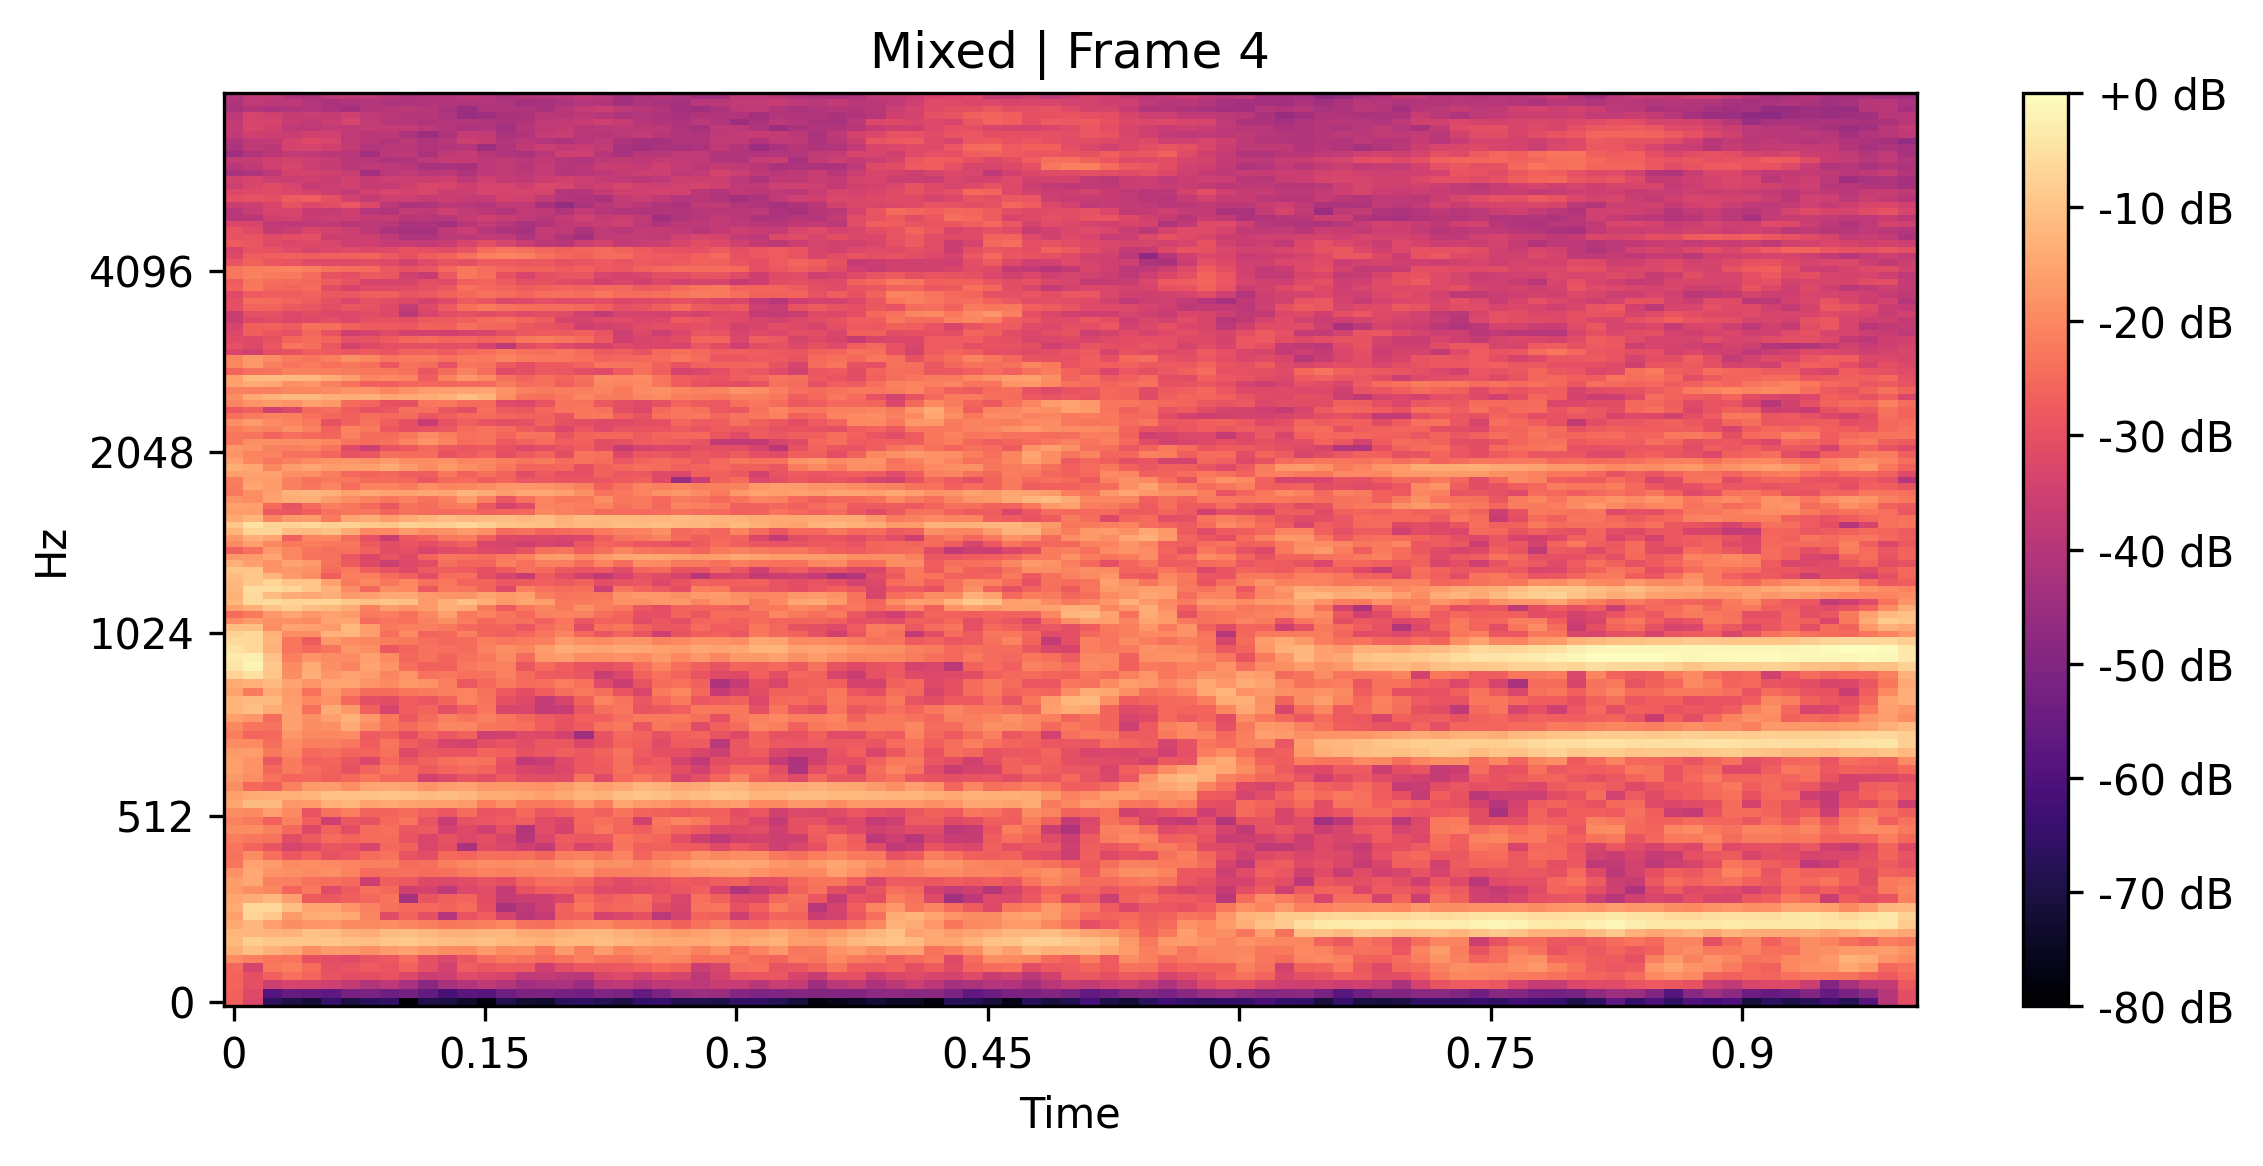 Mixed | Frame 4
Hz
4096
2048
1024
512
0
0 0.15 0.3 0.45 0.6 0.75 0.9
Time
+0 dB
-10 dB
-20 dB
-30 dB
-40 dB
-50 dB
-60 dB
-70 dB
-80 dB